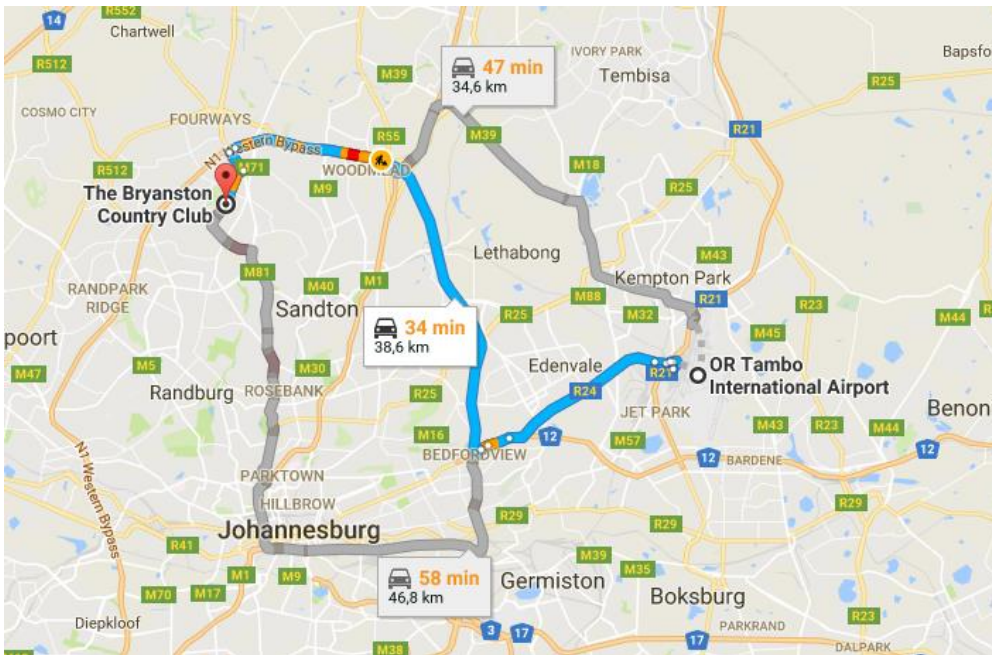 R552
14
Chartwell
R512
M39
IVORY PARK
Tembisa
Bapsfo
R25
47 min
34,6 km
COSMO CITY
FOURWAYS
R55
M39
R21
N1 Western Bypass
R512
M71
WOODMEAD
M9
M18
R25
The Bryanston
Country Club
Lethabong
M43
M81
Kempton Park
RANDPARK
RIDGE
M40
M1
Sandton
M88
R21
R23
M32
M44
R25
M45
poort
34 min
38,6 km
Edenvale
R21
OR Tambo
International Airport
M5
M47
M30
Randburg
ROSEBANK
R25
R24
JET PARK
Benon
M16
12
M57
M43
R23
M44
BEDFORDVIEW
12
BARDENE
12
N1-Western Bypass
PARKTOWN
HILLBROW
R29
R29
R29
Johannesburg
R41
M1
M9
58 min
46,8 km
M39
M35
Germiston
Boksburg
M70
M17
Diepkloof
R23
PARKRAND
3
17
17
DALPARK
M38